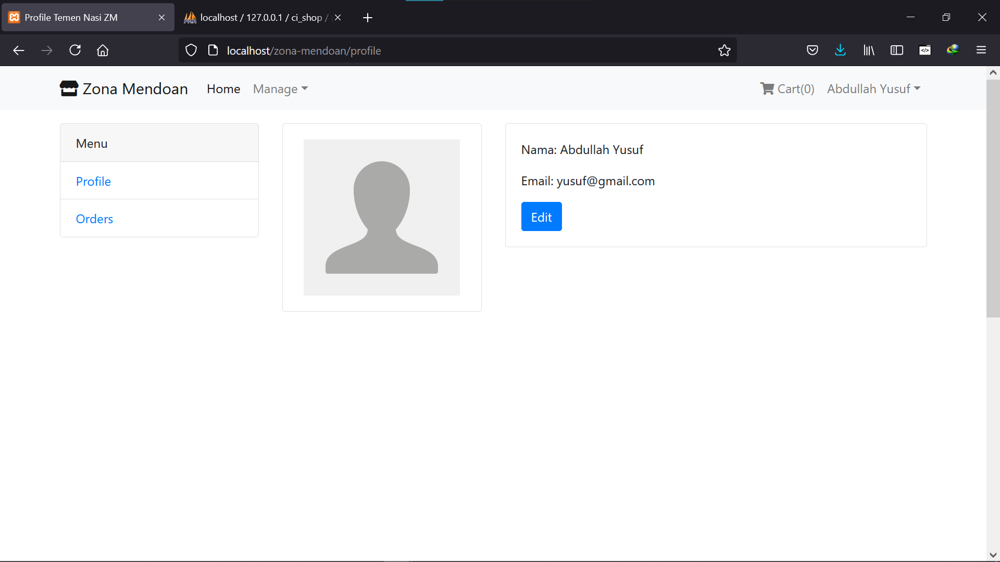 Profile Temen Nasi ZM
localhost / 127.0.0.1 / ci_shop /
localhost/zona-mendoan/profile
Zona Mendoan
Home
Manage
Cart(0)
Abdullah Yusuf
Menu
Profile
Orders
Nama: Abdullah Yusuf
Email: yusuf@gmail.com
Edit